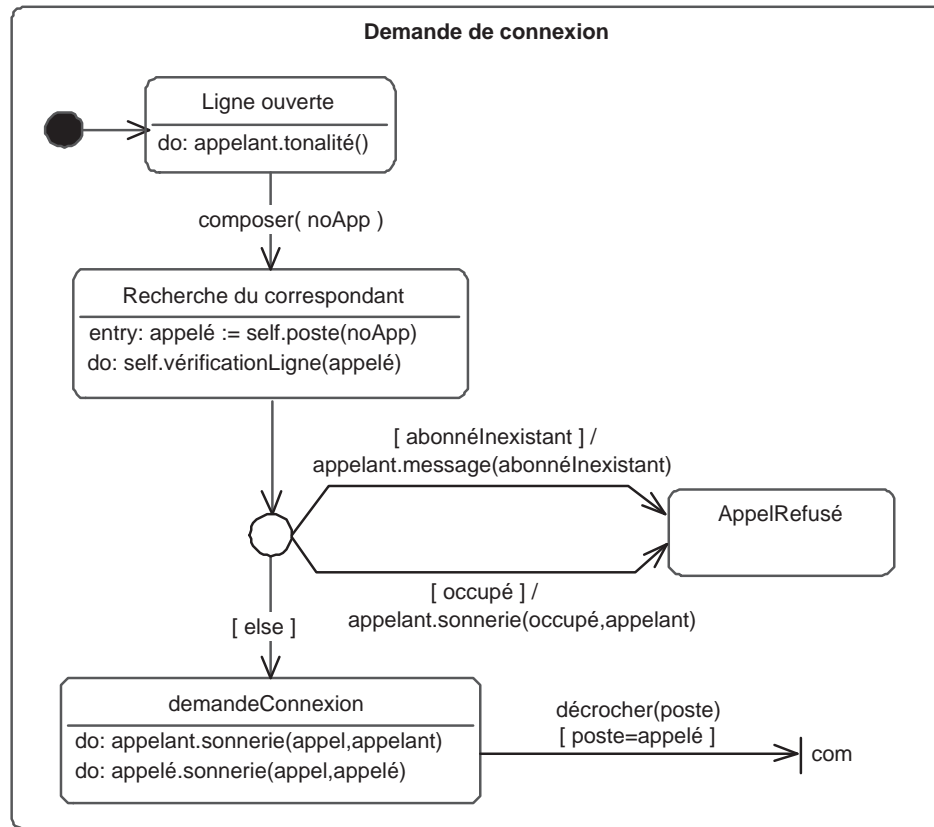 Demande de connexion
Ligne ouverte
do: appelant.tonalité()
composer( noApp )
Recherche du correspondant
entry: appelé := self.poste(noApp)
do: self.vérificationLigne(appelé)
[ abonnéInexistant ] /
appelant.message(abonnéInexistant)
AppelRefusé
[ occupé ] /
appelant.sonnerie(occupé,appelant)
[ else ]
demandeConnexion
do: appelant.sonnerie(appel,appelant)
do: appelé.sonnerie(appel,appelé)
décrocher(poste)
[ poste=appelé ]
com